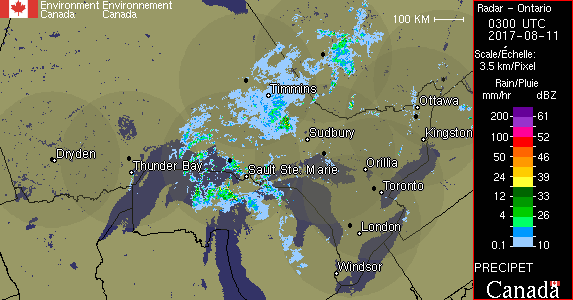 Environment Environnement
Canada Canada
100 KM
Timmins
Ottawa
Sudbury
Kingston
Dryden
Thunder Bay
Sault Ste. Marie
Orillia
Toronto
London
Windsor
Radar - Ontario
0300 UTC
2017-08-11
Scale/Échelle:
3.5 km/Pixel
Rain/Pluie
mm/hr dBZ
200 61
100 52
50 46
24 39
12 33
4 26
0.1 10
PRECIPET
Canada